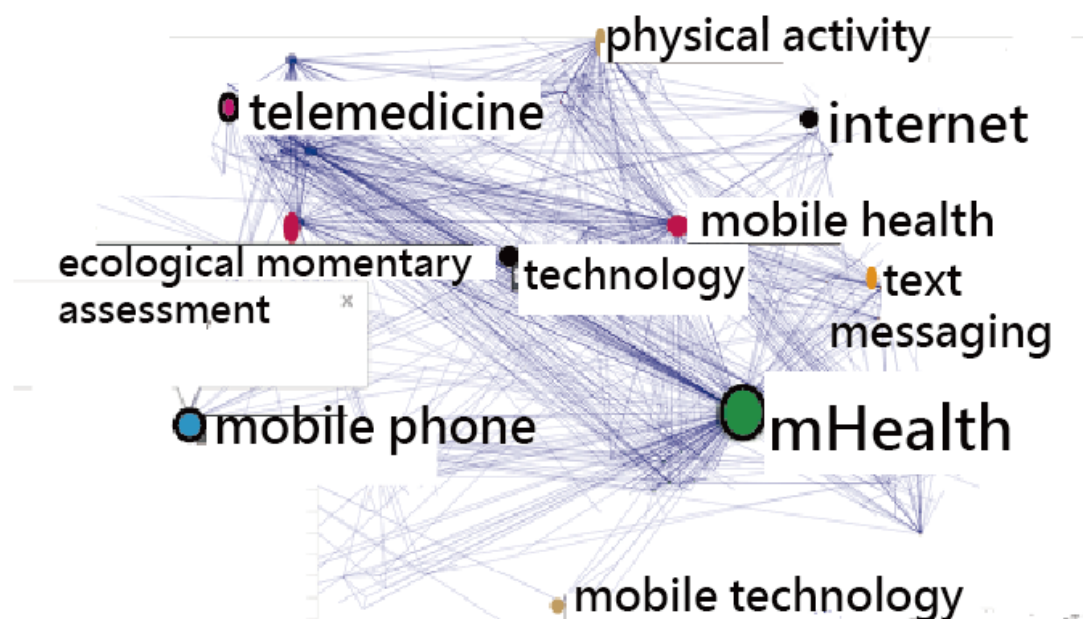 physical activity
telemedicine
internet
mobile health
ecological momentary
assessment
technology
text
messaging
mobile phone
mHealth
mobile technology